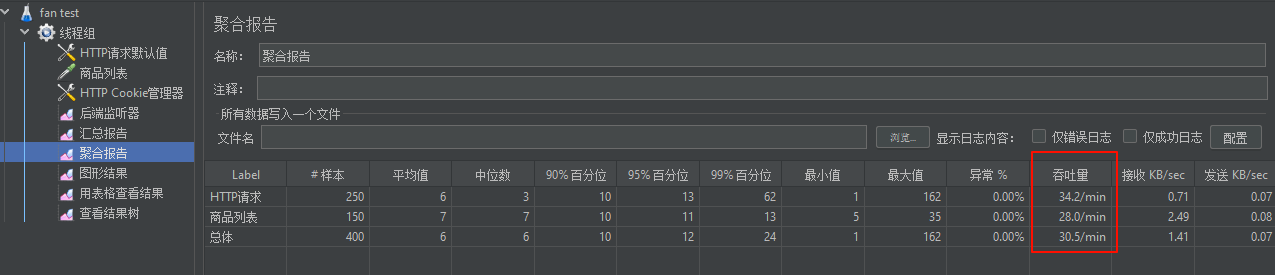 fan test
线程组
HTTP请求默认值
商品列表
HTTP Cookie管理器
后端监听器
汇总报告
聚合报告
图形结果
用表格查看结果
查看结果树
聚合报告
名称： 聚合报告
注释：
所有数据写入一个文件
文件名 浏览... 显示日志内容： 仅错误日志 仅成功日志 配置
Label # 样本 平均值 中位数 90% 百分位 95% 百分位 99% 百分位 最小值 最大值 异常 % 吞吐量 接收 KB/sec 发送 KB/sec
HTTP请求 250 6 3 10 13 62 1 162 0.00% 34.2/min 0.71 0.07
商品列表 150 7 7 10 11 13 5 35 0.00% 28.0/min 2.49 0.08
总体 400 6 6 10 12 24 1 162 0.00% 30.5/min 1.41 0.07